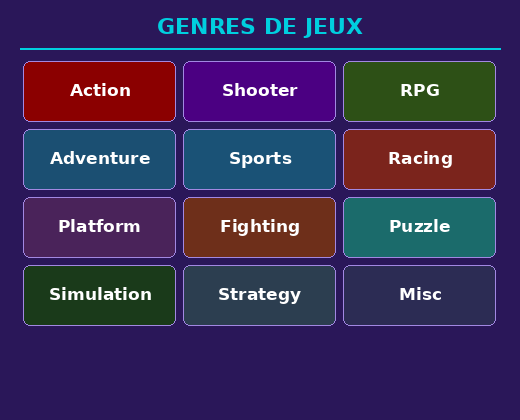 GENRES DE JEUX
Action Shooter RPG
Adventure Sports Racing
Platform Fighting Puzzle
Simulation Strategy Misc